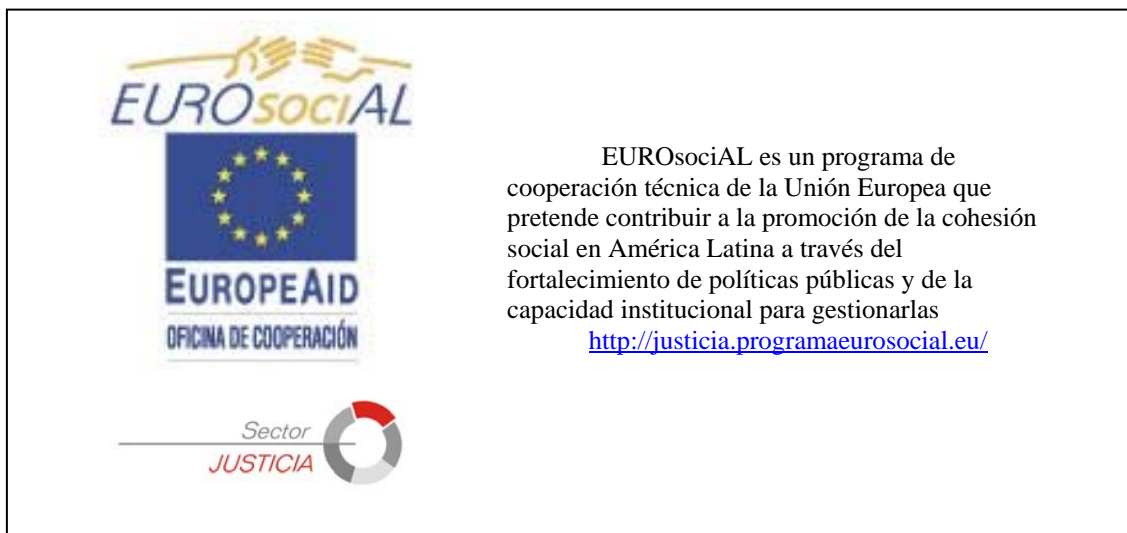 EUROsociAL
EUROPEAID
OFICINA DE COOPERACIÓN
Sector
JUSTICIA
EUROsociAL es un programa de
cooperación técnica de la Unión Europea que
pretende contribuir a la promoción de la cohesión
social en América Latina a través del
fortalecimiento de políticas públicas y de la
capacidad institucional para gestionarlas
http://justicia.programaeurosocial.eu/